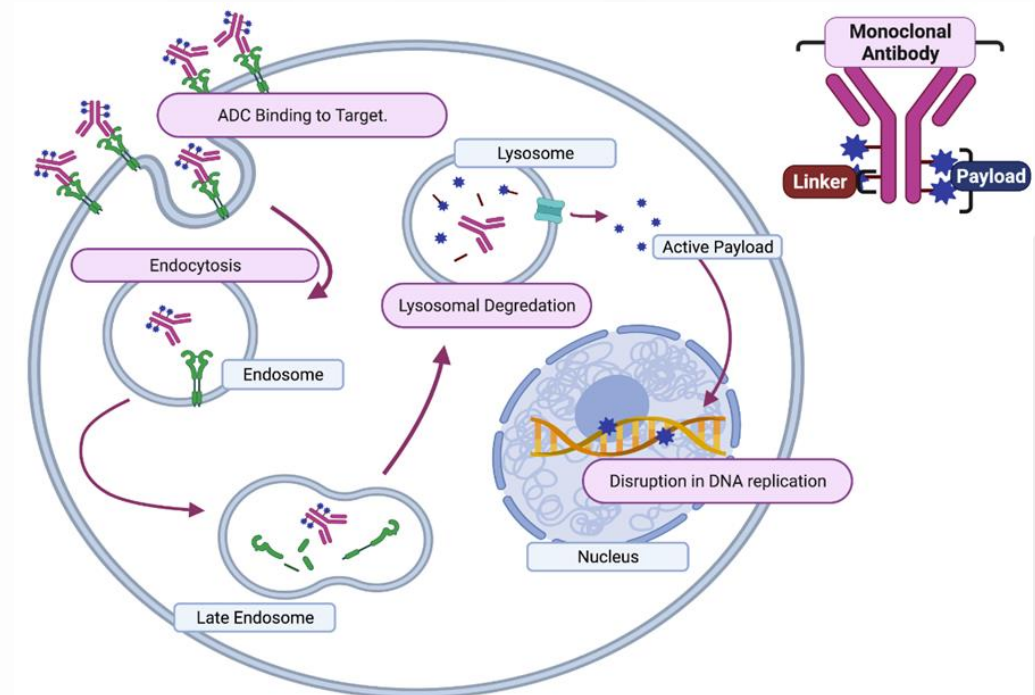 Monoclonal
Antibody
Linker
Payload
ADC Binding to Target.
Lysosome
Active Payload
Endocytosis
Lysosomal Degredation
Endosome
Disruption in DNA replication
Nucleus
Late Endosome